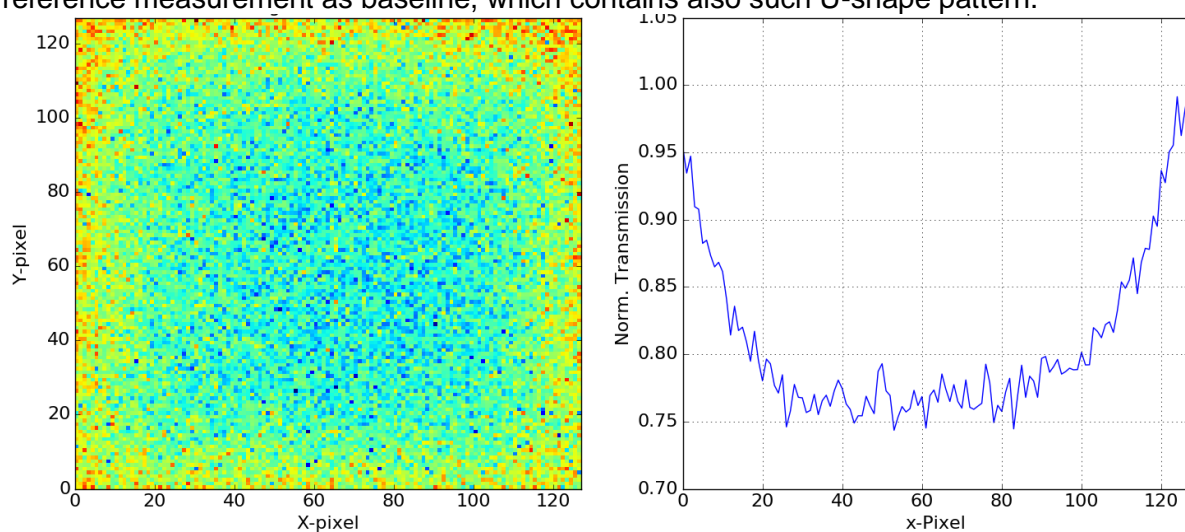 reference measurement as baseline, which contains also such U-shape pattern.
120
100
80
60
40
20
0
Y-pixel
0 20 40 60 80 100 120
X-pixel
1.05
1.00
0.95
0.90
0.85
0.80
0.75
0.70
Norm. Transmission
0 20 40 60 80 100 120
x-Pixel